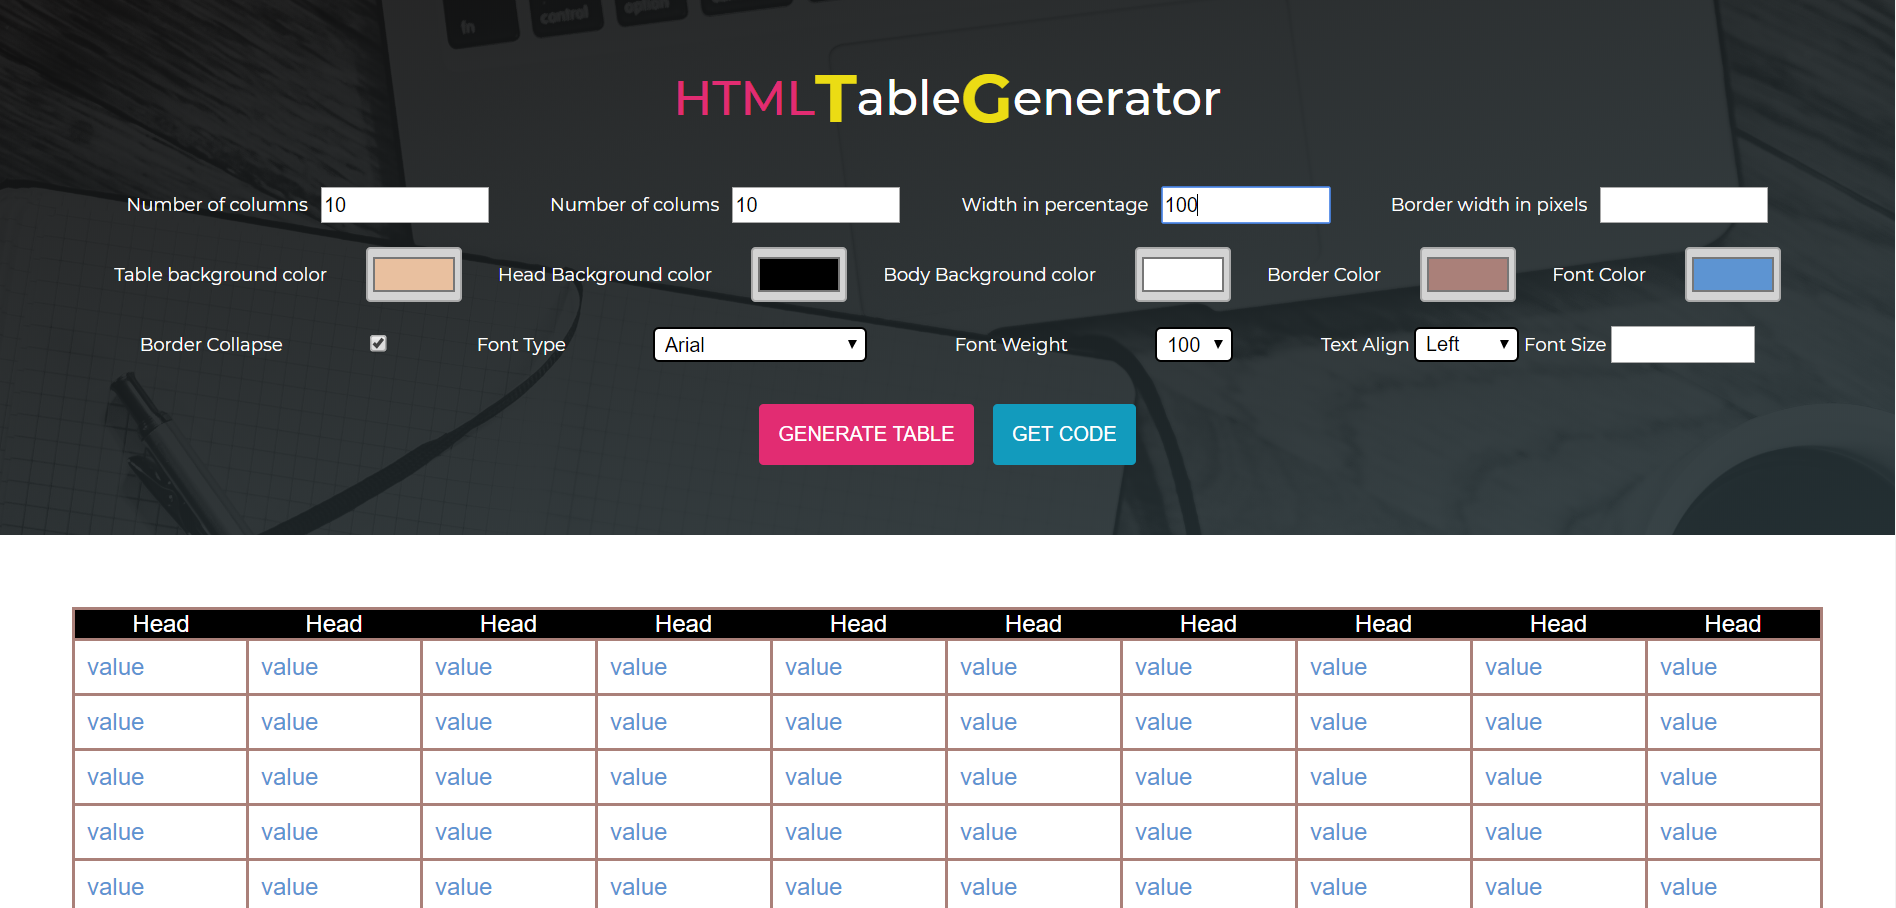 fn control option
HTMLTableGenerator
Number of columns 10 Number of colums 10 Width in percentage 100 Border width in pixels
Table background color Head Background color Body Background color Border Color Font Color
Border Collapse Font Type Arial Font Weight 100 Text Align Left Font Size
GENERATE TABLE GET CODE
Head Head Head Head Head Head Head Head Head Head
value value value value value value value value value value
value value value value value value value value value value
value value value value value value value value value value
value value value value value value value value value value
value value value value value value value value value value